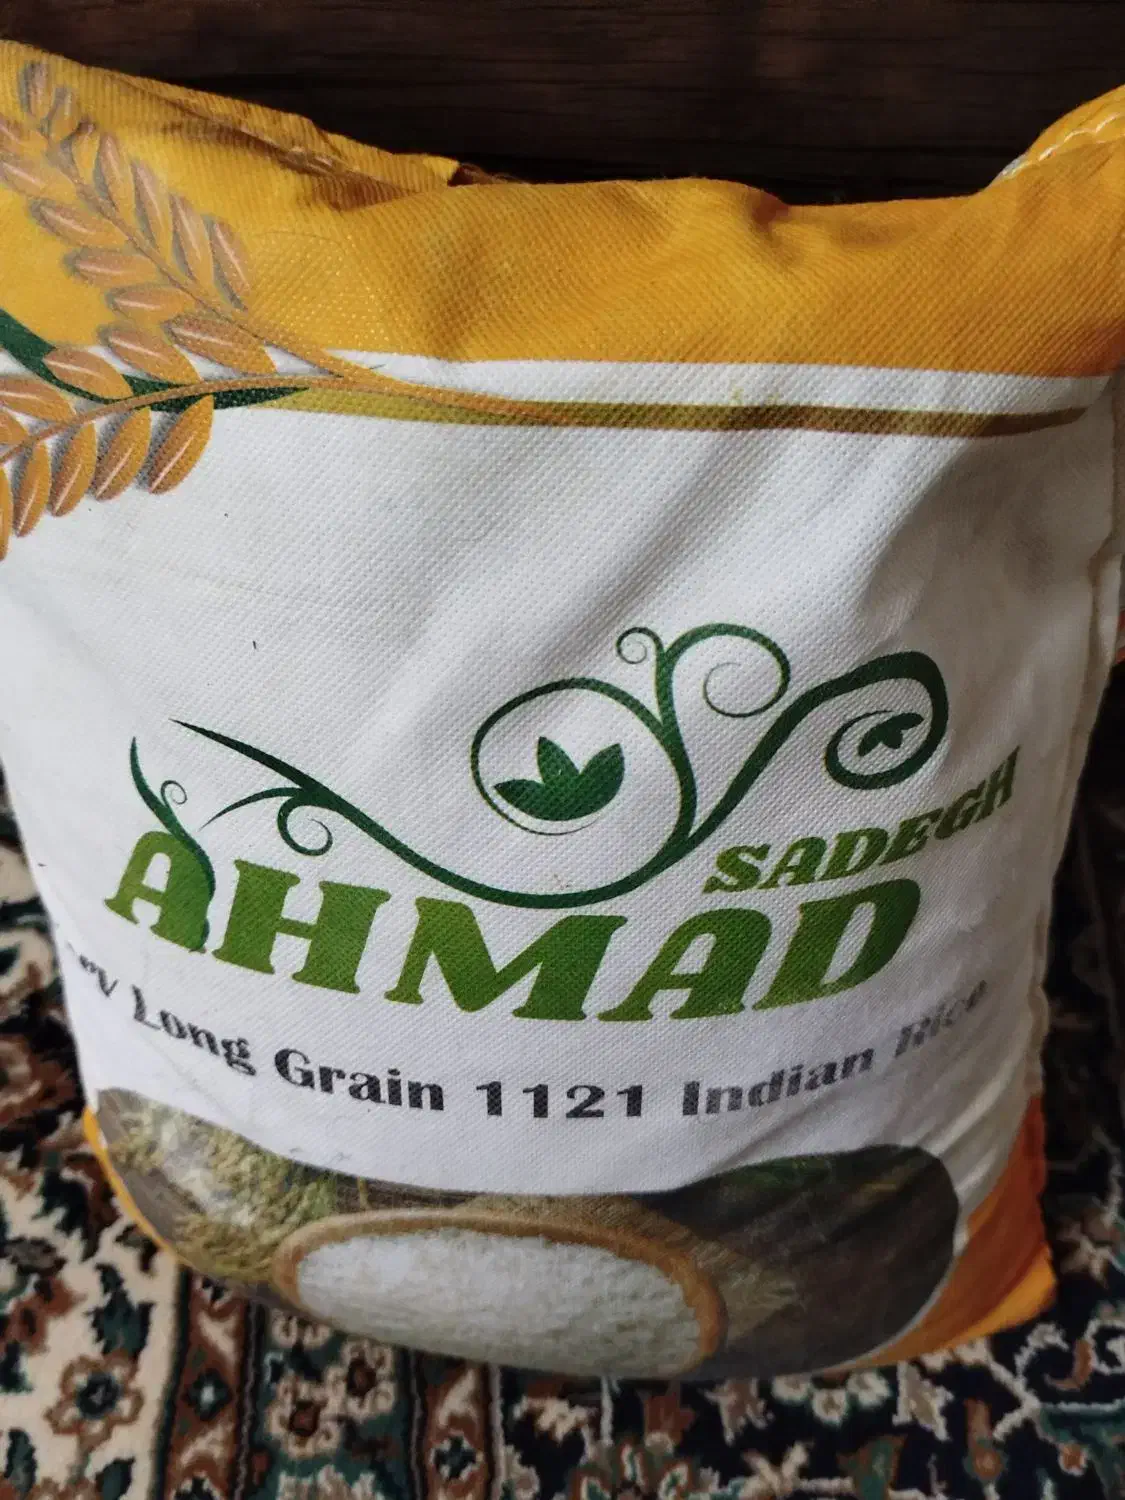 SADEGH
AHMAD
Long Grain 1121 Indian Rice